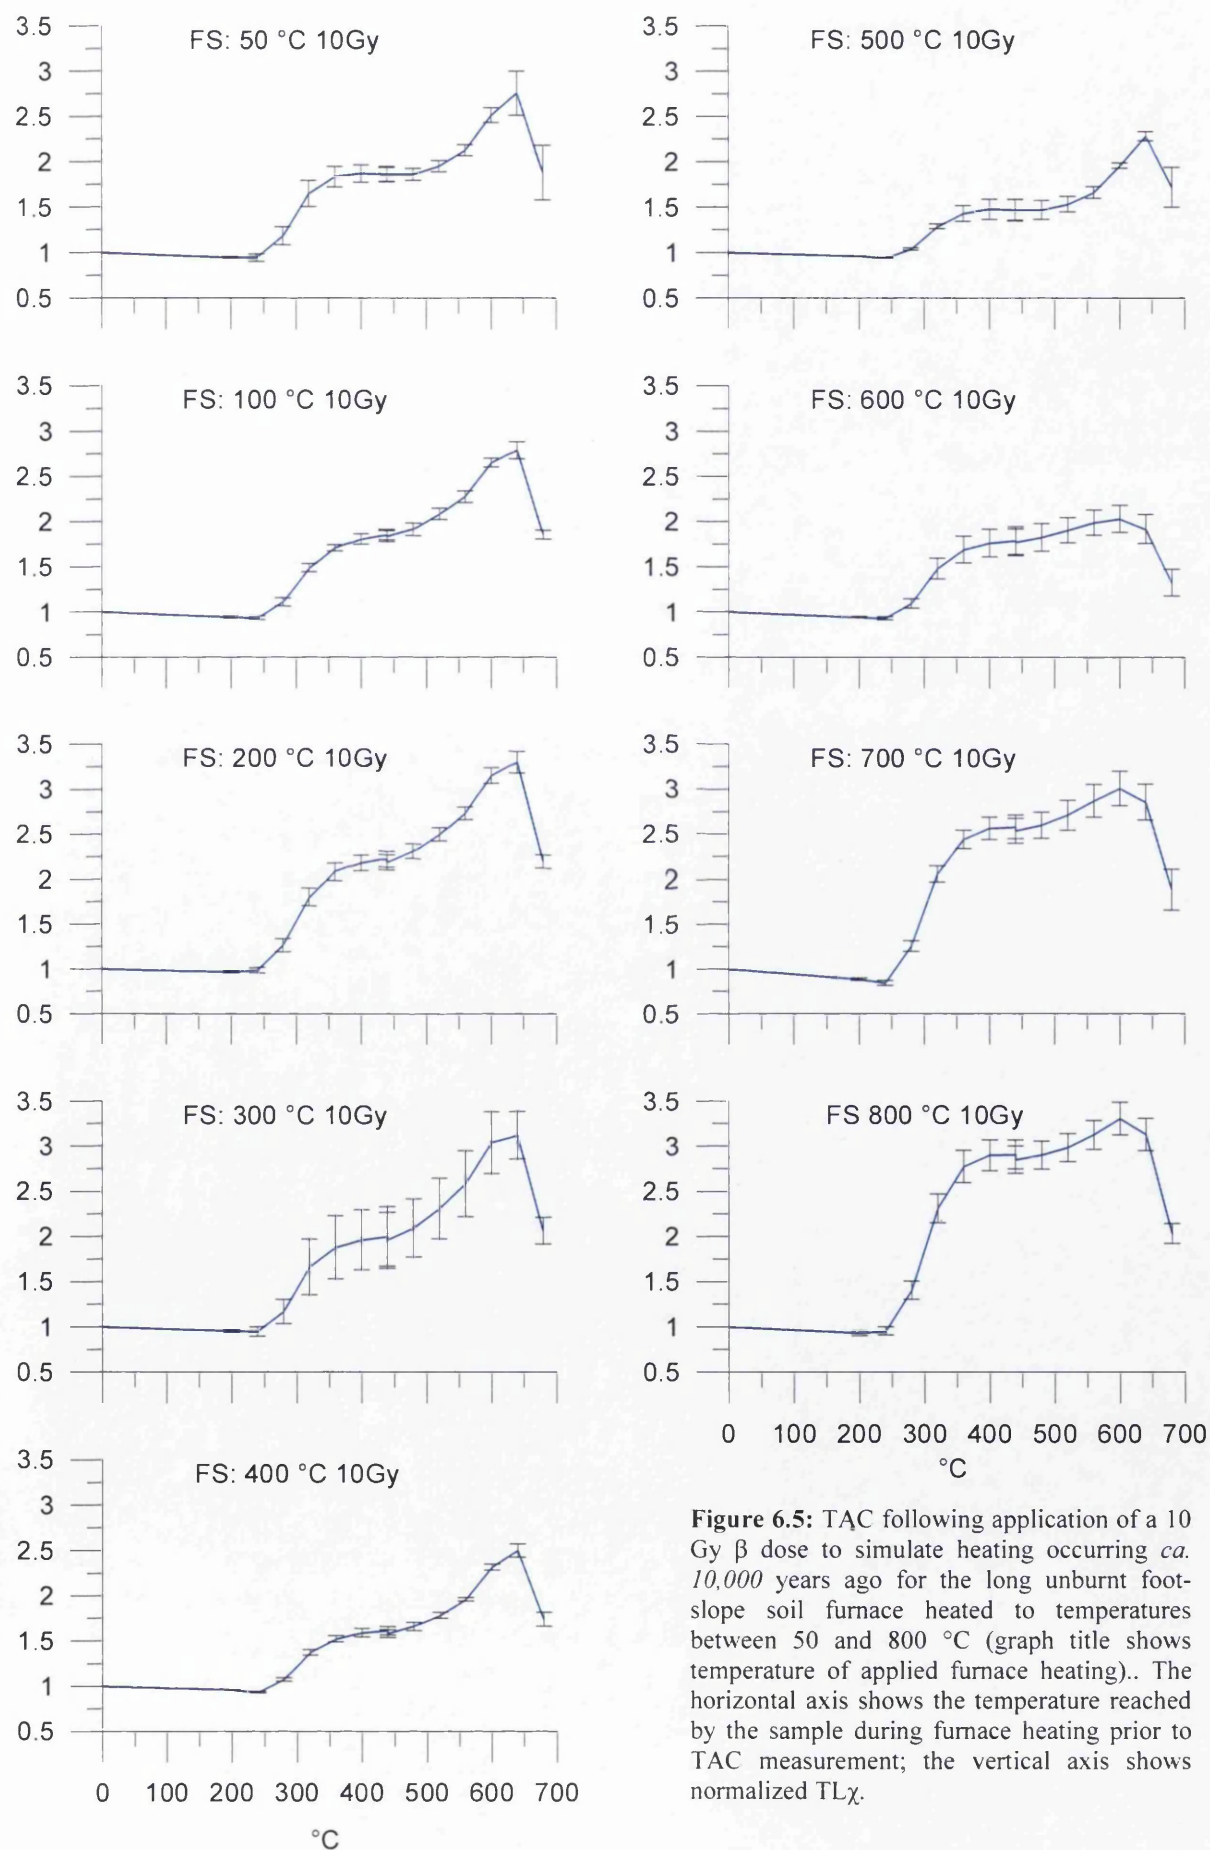 3.5
FS: 50 °C 10Gy
3
2.5
2
1.5
1
0.5
3.5
FS: 100 °C 10Gy
3
2.5
2
1.5
1
0.5
3.5
FS: 200 °C 10Gy
3
2.5
2
1.5
1
0.5
3.5
FS: 300 °C 10Gy
3
2.5
2
1.5
1
0.5
3.5
FS: 400 °C 10Gy
3
2.5
2
1.5
1
0.5
0 100 200 300 400 500 600 700
°C
3.5
FS: 500 °C 10Gy
3
2.5
2
1.5
1
0.5
3.5
FS: 600 °C 10Gy
3
2.5
2
1.5
1
0.5
3.5
FS: 700 °C 10Gy
3
2.5
2
1.5
1
0.5
3.5
FS 800 °C 10Gy
3
2.5
2
1.5
1
0.5
0 100 200 300 400 500 600 700
°C
Figure 6.5: TAC following application of a 10
Gy β dose to simulate heating occurring ca.
10,000 years ago for the long unburnt foot-
slope soil furnace heated to temperatures
between 50 and 800 °C (graph title shows
temperature of applied furnace heating).. The
horizontal axis shows the temperature reached
by the sample during furnace heating prior to
TAC measurement; the vertical axis shows
normalized TLχ.